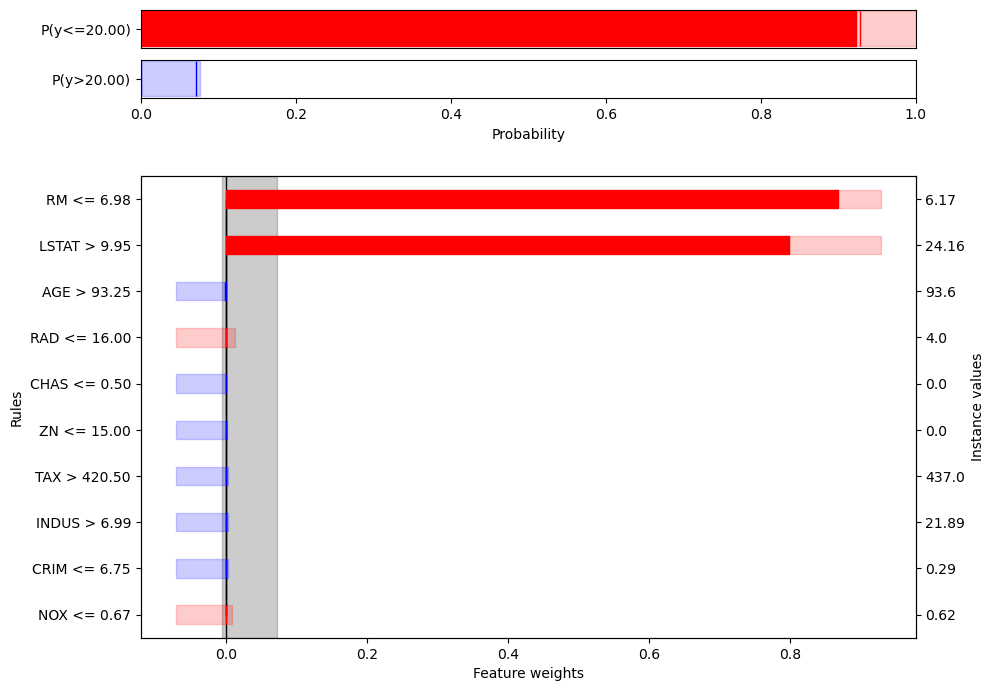 P(y<=20.00)
P(y>20.00)
0.0 0.2 0.4 0.6 0.8 1.0
Probability
Rules
RM <= 6.98 6.17
LSTAT > 9.95 24.16
AGE > 93.25 93.6
RAD <= 16.00 4.0
CHAS <= 0.50 0.0
ZN <= 15.00 0.0
TAX > 420.50 437.0
INDUS > 6.99 21.89
CRIM <= 6.75 0.29
NOX <= 0.67 0.62
Instance values
0.0 0.2 0.4 0.6 0.8
Feature weights